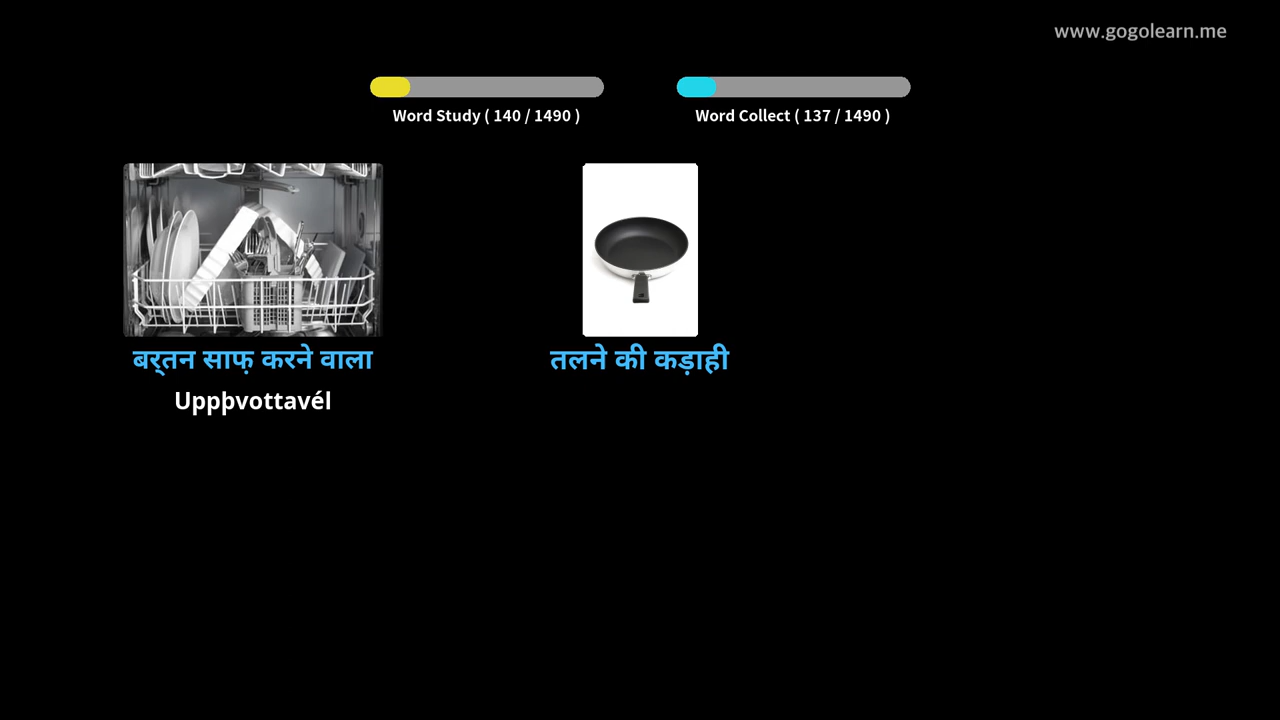 www.gogolearn.me
Word Study ( 140 / 1490 )
Word Collect ( 137 / 1490 )
बर्‌तन साफ़ करने वाला
तलने की कड़ाही
Uppþvottavél